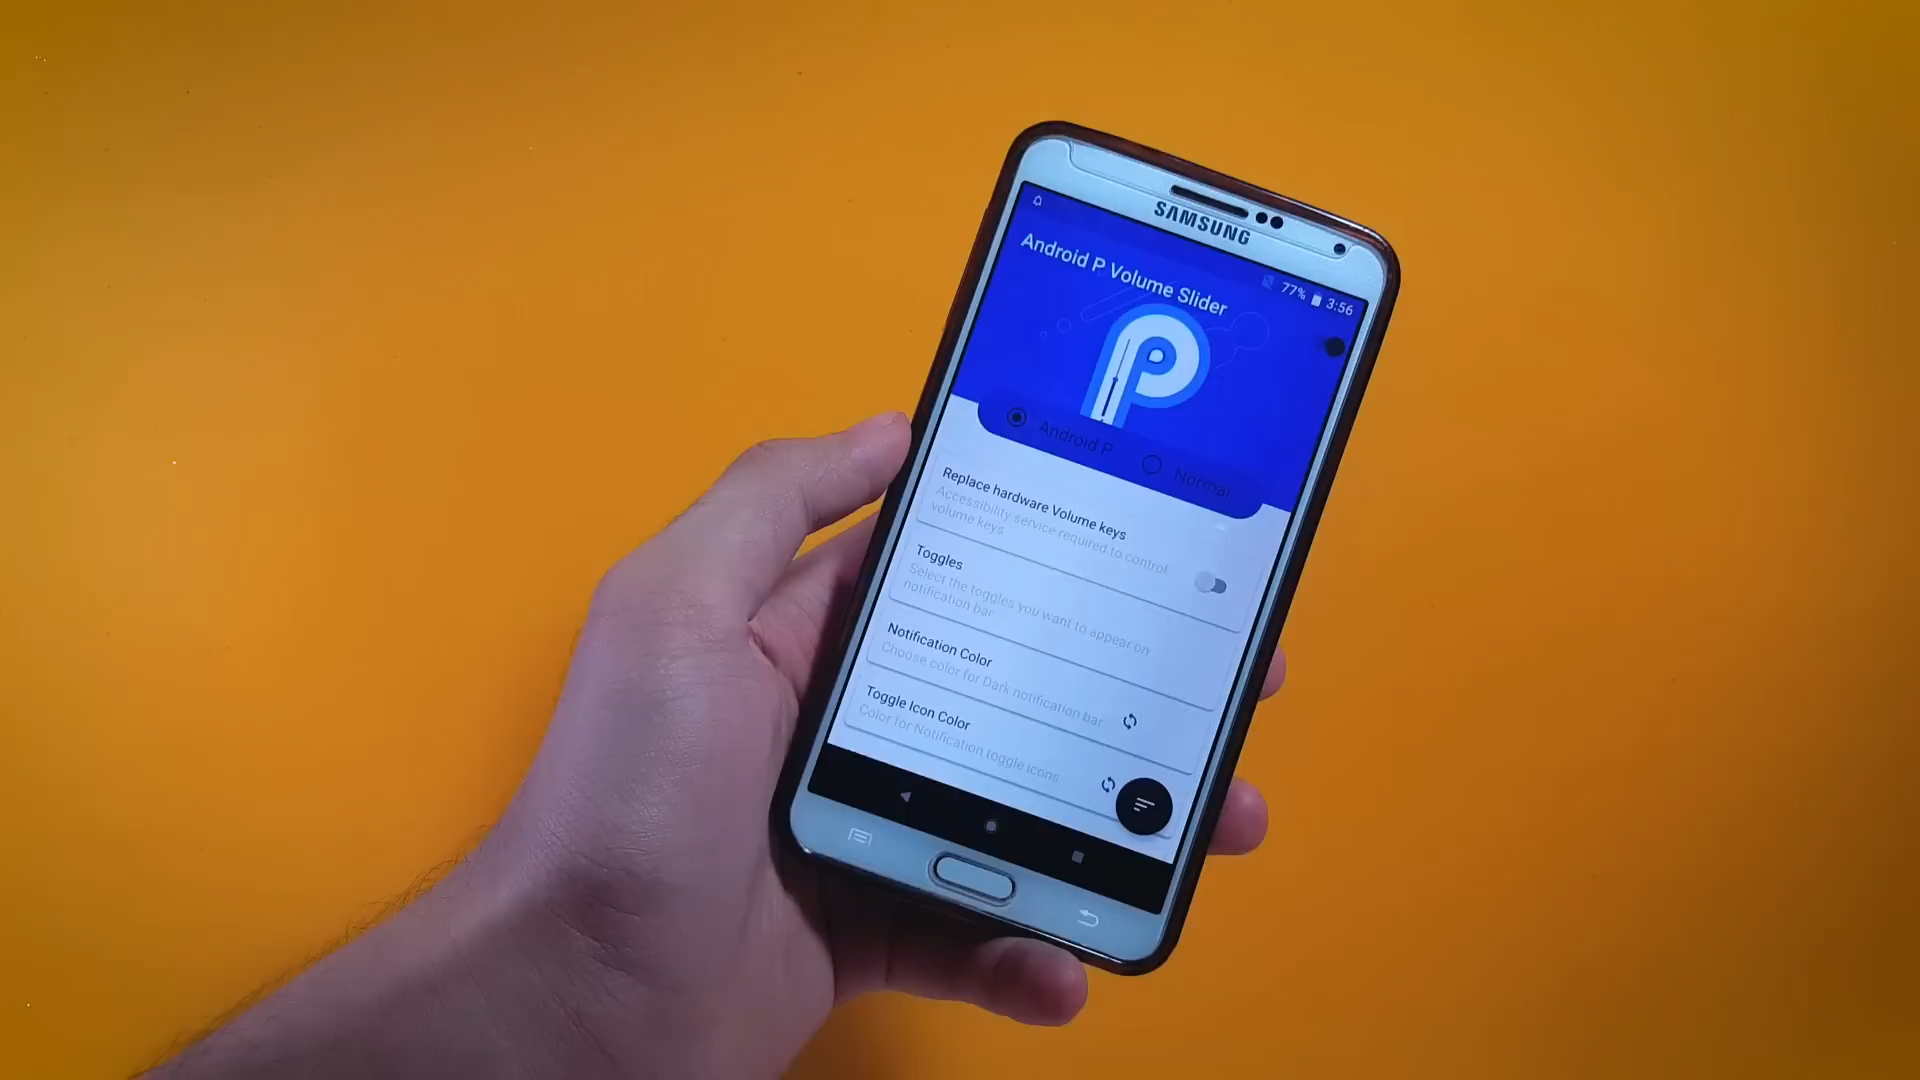 SAMSUNG
77% 3:56
Android P Volume Slider
Android P
Normal
Replace hardware Volume keys
Accessibility service required to control
volume keys
Toggles
Select the toggles you want to appear on
notification bar
Notification Color
Choose color for Dark notification bar
Toggle Icon Color
Color for Notification toggle icons